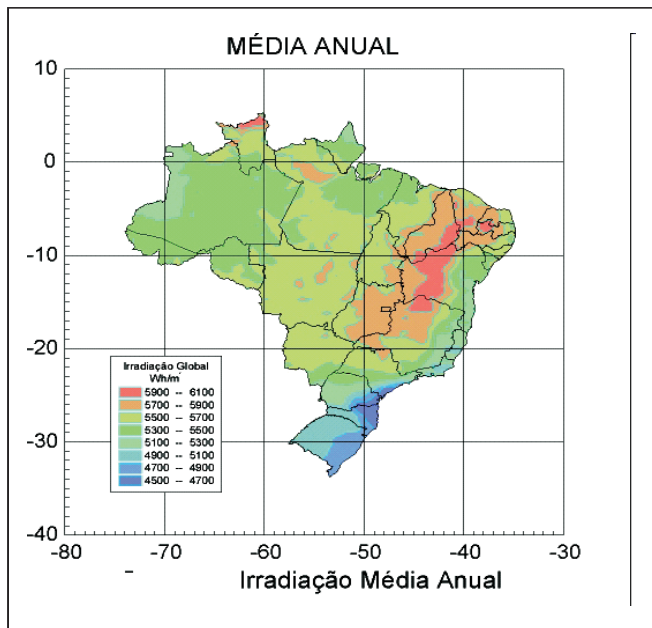 MÉDIA ANUAL
10
0
-10
-20
-30
-40
Irradiação Global
Wh/m²
5900 -- 6100
5700 -- 5900
5500 -- 5700
5300 -- 5500
5100 -- 5300
4900 -- 5100
4700 -- 4900
4500 -- 4700
-80 -70 -60 -50 -40 -30
Irradiação Média Anual